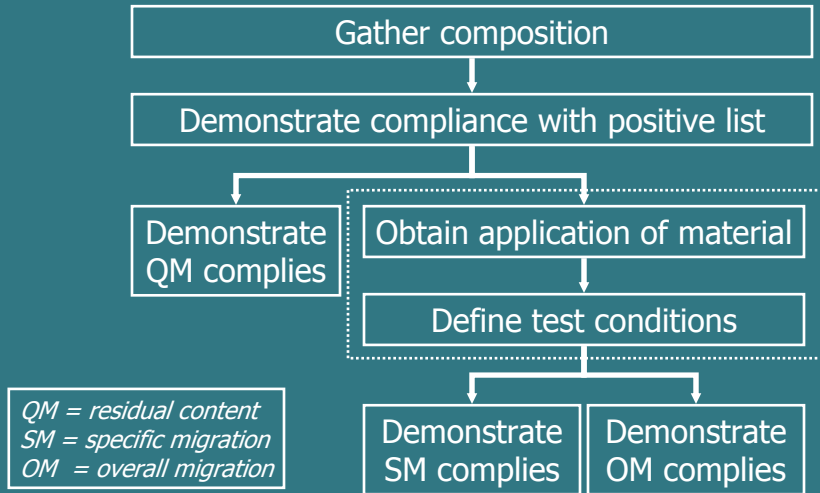 Gather composition
Demonstrate compliance with positive list
Demonstrate
QM complies
Obtain application of material
Define test conditions
QM = residual content
SM = specific migration
OM = overall migration
Demonstrate
SM complies
Demonstrate
OM complies